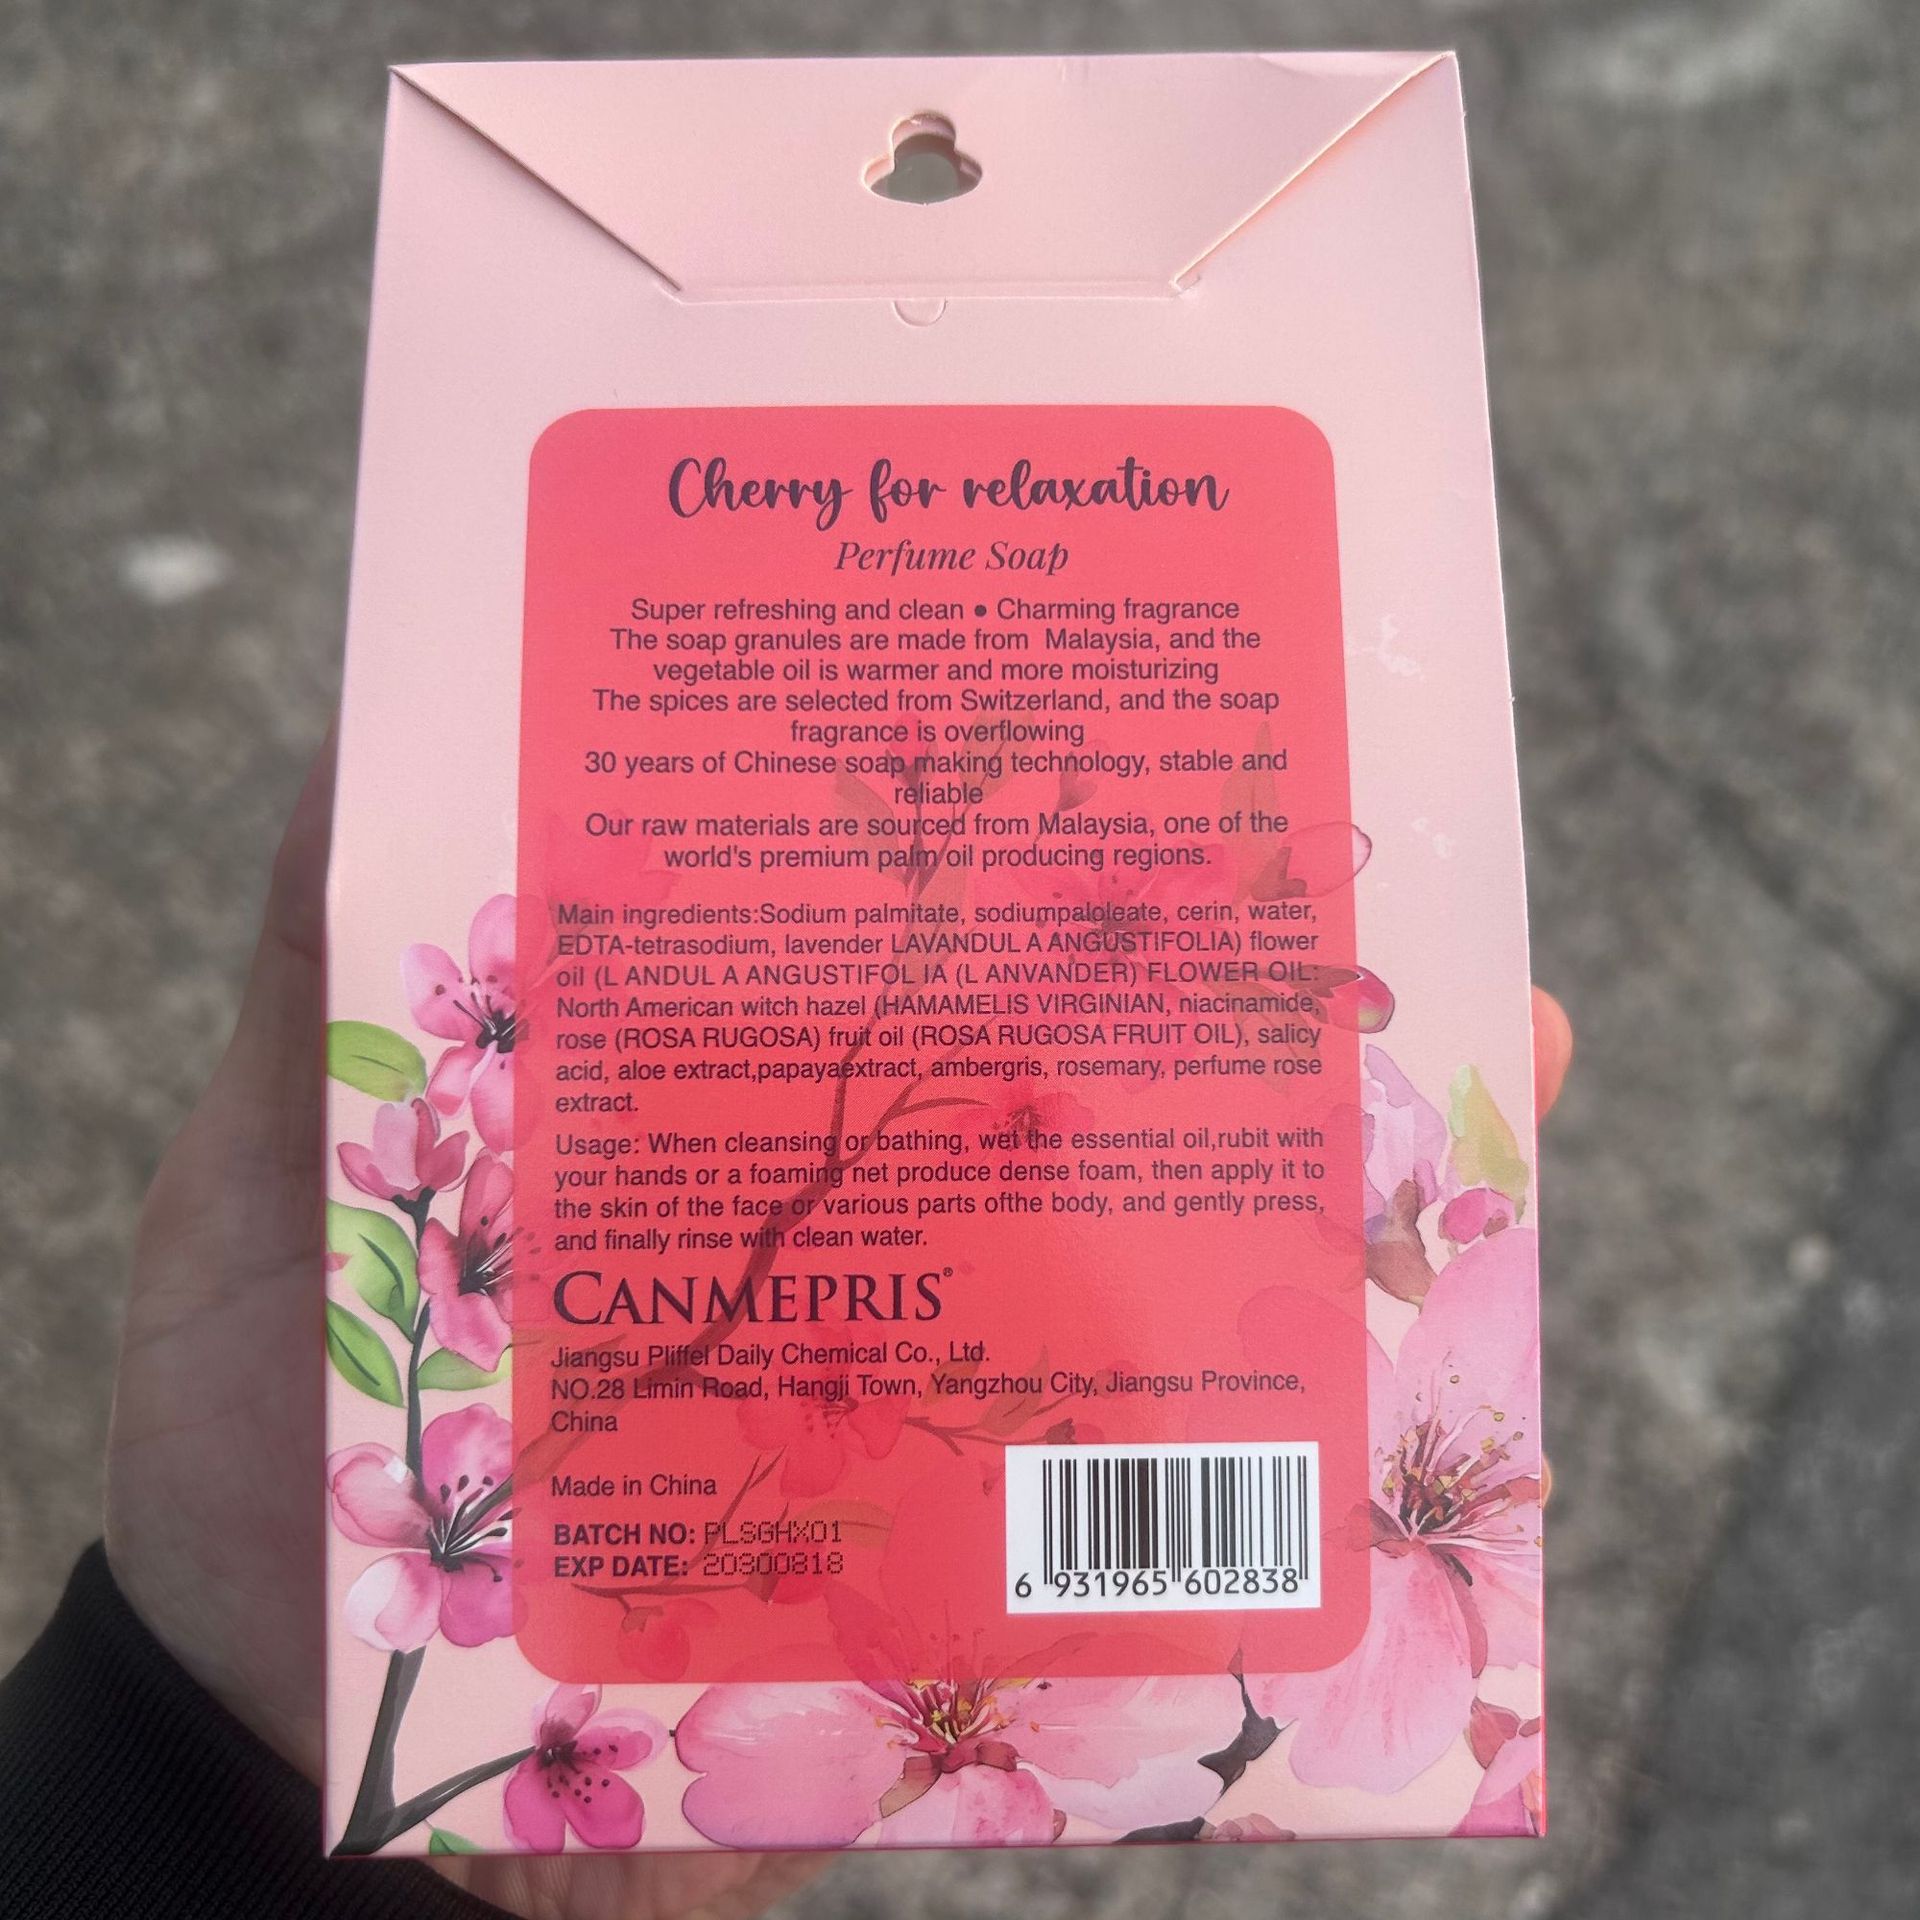 Cherry for relaxation
Perfume Soap
Super refreshing and clean ● Charming fragrance
The soap granules are made from Malaysia, and the
vegetable oil is warmer and more moisturizing
The spices are selected from Switzerland, and the soap
fragrance is overflowing
30 years of Chinese soap making technology, stable and
reliable
Our raw materials are sourced from Malaysia, one of the
world's premium palm oil producing regions.
Main ingredients:Sodium palmitate, sodiumpaloleate, cerin, water,
EDTA-tetrasodium, lavender LAVANDUL A ANGUSTIFOLIA) flower
oil (L ANDUL A ANGUSTIFOL IA (L ANVANDER) FLOWER OIL:
North American witch hazel (HAMAMELIS VIRGINIAN, niacinamide,
rose (ROSA RUGOSA) fruit oil (ROSA RUGOSA FRUIT OIL), salicy
acid, aloe extract,papayaextract, ambergris, rosemary, perfume rose
extract.
Usage: When cleansing or bathing, wet the essential oil,rubit with
your hands or a foaming net produce dense foam, then apply it to
the skin of the face or various parts ofthe body, and gently press,
and finally rinse with clean water.
CANMEPRIS®
Jiangsu Pliffel Daily Chemical Co., Ltd.
NO.28 Limin Road, Hangji Town, Yangzhou City, Jiangsu Province,
China
Made in China
BATCH NO: PLSGHX01
EXP DATE: 20300818
6 931965 602838